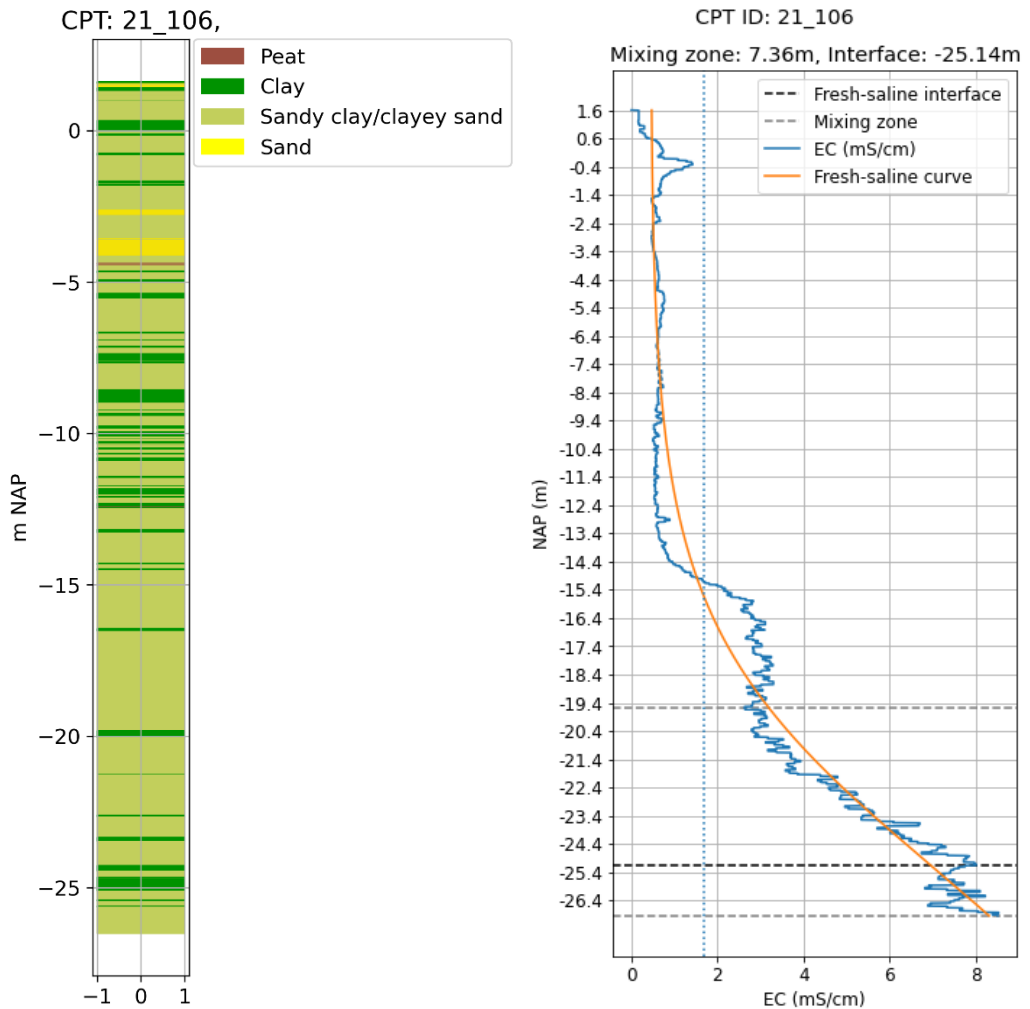 CPT: 21_106,
Peat
Clay
Sandy clay/clayey sand
Sand
0
−5
−10
−15
−20
−25
m NAP
−1 0 1
CPT ID: 21_106
Mixing zone: 7.36m, Interface: -25.14m
Fresh-saline interface
Mixing zone
EC (mS/cm)
Fresh-saline curve
1.6
0.6
-0.4
-1.4
-2.4
-3.4
-4.4
-5.4
-6.4
-7.4
-8.4
-9.4
-10.4
-11.4
-12.4
-13.4
-14.4
-15.4
-16.4
-17.4
-18.4
-19.4
-20.4
-21.4
-22.4
-23.4
-24.4
-25.4
-26.4
NAP (m)
0 2 4 6 8
EC (mS/cm)